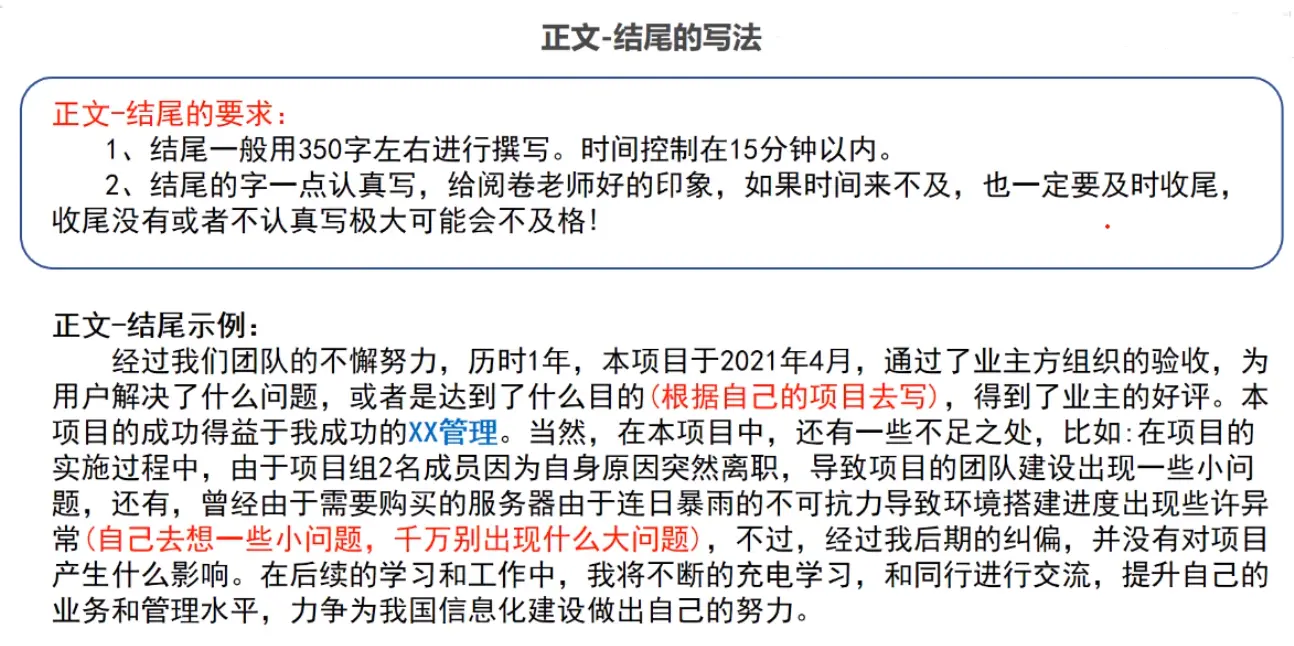 正文-结尾的写法
正文-结尾的要求：
1、结尾一般用350字左右进行撰写。时间控制在15分钟以内。
2、结尾的字一点认真写，给阅卷老师好的印象，如果时间来不及，也一定要及时收尾，
收尾没有或者不认真写极大可能会不及格!
正文-结尾示例：
经过我们团队的不懈努力，历时1年，本项目于2021年4月，通过了业主方组织的验收，为
用户解决了什么问题，或者是达到了什么目的(根据自己的项目去写)，得到了业主的好评。本
项目的成功得益于我成功的XX管理。当然，在本项目中，还有一些不足之处，比如:在项目的
实施过程中，由于项目组2名成员因为自身原因突然离职，导致项目的团队建设出现一些小问
题，还有，曾经由于需要购买的服务器由于连日暴雨的不可抗力导致环境搭建进度出现些许异
常(自己去想一些小问题，千万别出现什么大问题)，不过，经过我后期的纠偏，并没有对项目
产生什么影响。在后续的学习和工作中，我将不断的充电学习，和同行进行交流，提升自己的
业务和管理水平，力争为我国信息化建设做出自己的努力。